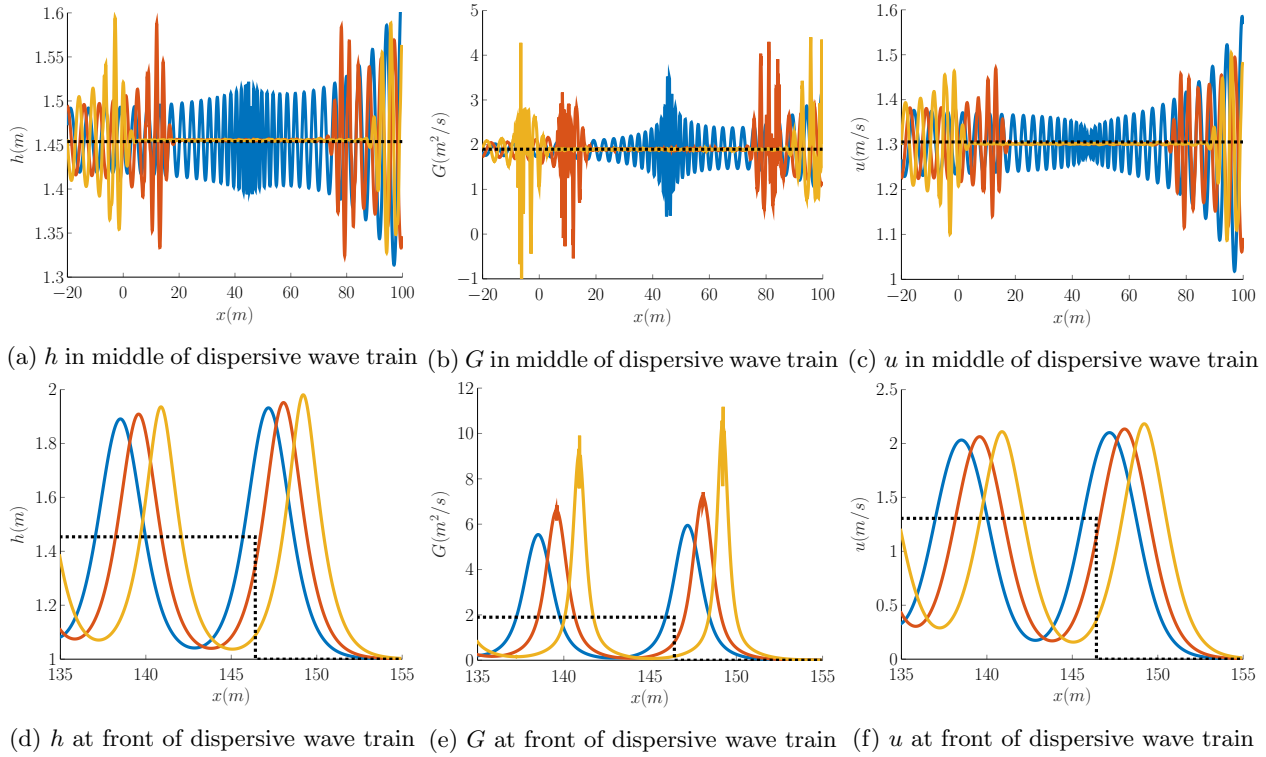 1.6 1.55 1.5 1.45 1.4 1.35 1.3
h(m)
−20 0 20 40 60 80 100
x(m)
5 4 3 2 1 0 −1
G(m²/s)
−20 0 20 40 60 80 100
x(m)
1.6 1.5 1.4 1.3 1.2 1.1 1
u(m/s)
−20 0 20 40 60 80 100
x(m)
(a) h in middle of dispersive wave train
(b) G in middle of dispersive wave train
(c) u in middle of dispersive wave train
2 1.8 1.6 1.4 1.2 1
h(m)
135 140 145 150 155
x(m)
12 10 8 6 4 2 0
G(m²/s)
135 140 145 150 155
x(m)
2.5 2 1.5 1 0.5 0
u(m/s)
135 140 145 150 155
x(m)
(d) h at front of dispersive wave train
(e) G at front of dispersive wave train
(f) u at front of dispersive wave train